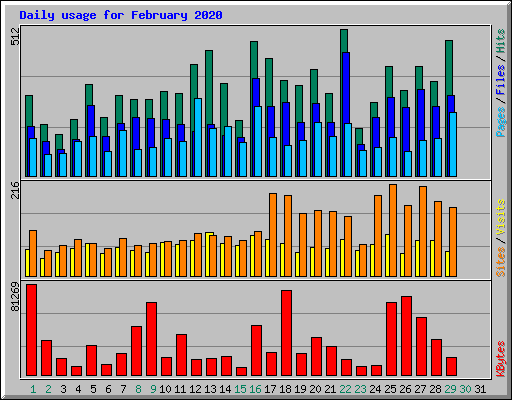 Daily usage for February 2020
512
Pages / Files / Hits
216
Sites / Visits
81269
KBytes
1 2 3 4 5 6 7 8 9 10 11 12 13 14 15 16 17 18 19 20 21 22 23 24 25 26 27 28 29 30 31